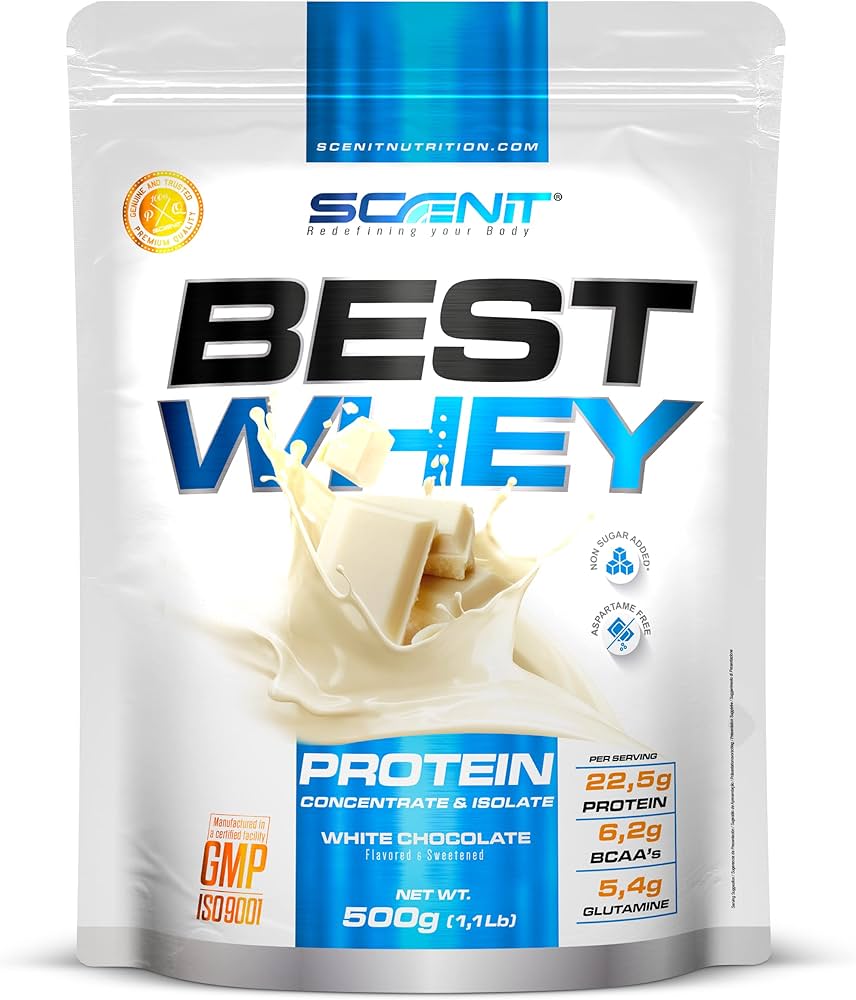 SCENITNUTRITION.COM
SCENIT®
Redefining your Body
GENUINE AND TRUSTED
100%
P Q
SCENIT
PREMIUM QUALITY
BEST
WHEY
NON SUGAR ADDED*
ASPARTAME FREE
PROTEIN
CONCENTRATE & ISOLATE
WHITE CHOCOLATE
Flavored & Sweetened
NET WT.
500g (1,1Lb)
PER SERVING
22,5g
PROTEIN
6,2g
BCAA's
5,4g
GLUTAMINE
Manufactured in
a certified facility
GMP
ISO9001